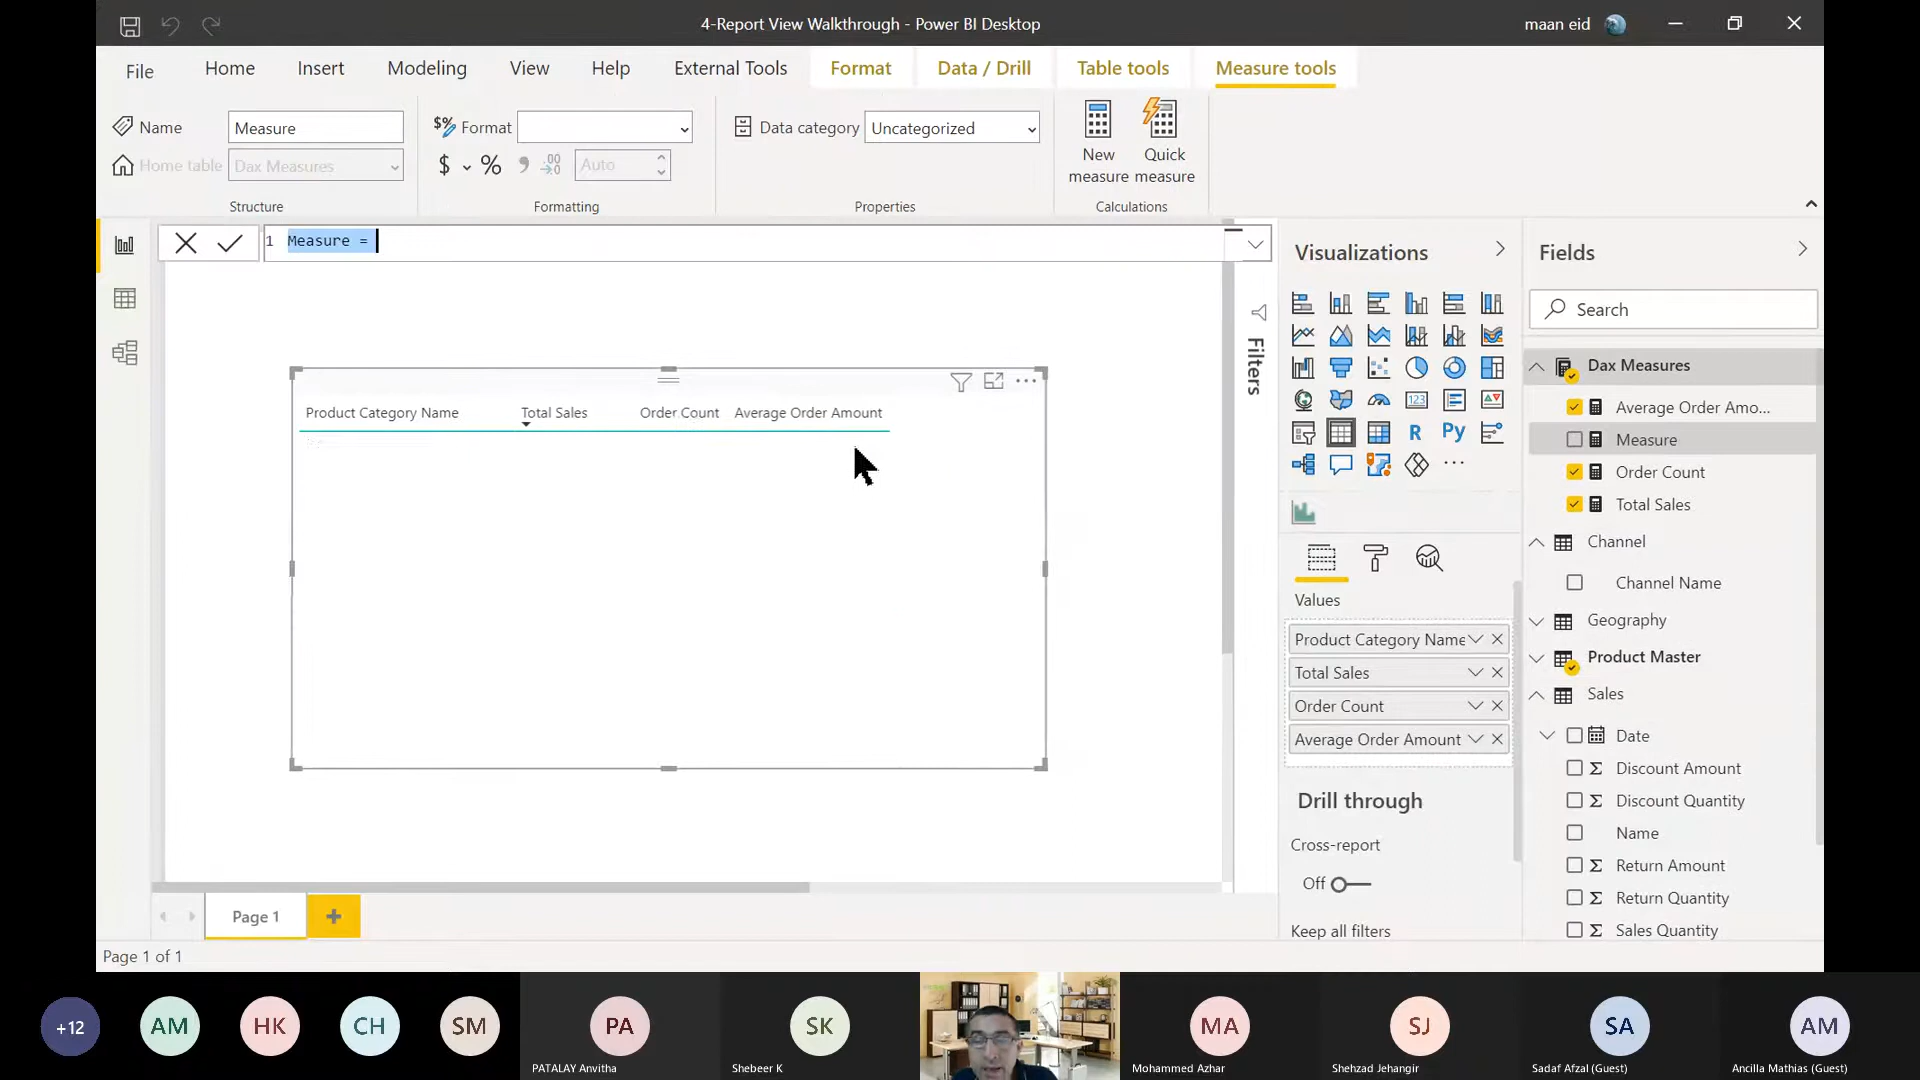 4-Report View Walkthrough - Power BI Desktop
maan eid
File
Home
Insert
Modeling
View
Help
External Tools
Format
Data / Drill
Table tools
Measure tools
Name
Measure
Home table
Dax Measures
Structure
$% Format
$ % 9 .00 →.0
Auto
Formatting
Data category
Uncategorized
Properties
New measure
Quick measure
Calculations
1 Measure =
Product Category Name
Total Sales
Order Count
Average Order Amount
Filters
Visualizations
123
R
Py
Values
Product Category Name
Total Sales
Order Count
Average Order Amount
Drill through
Cross-report
Off
Keep all filters
Fields
Search
Dax Measures
Average Order Amo...
Measure
Order Count
Total Sales
Channel
Channel Name
Geography
Product Master
Sales
Date
Σ Discount Amount
Σ Discount Quantity
Name
Σ Return Amount
Σ Return Quantity
Σ Sales Quantity
Page 1
+
Page 1 of 1
+12
AM
HK
CH
SM
PA
PATALAY Anvitha
SK
Shebeer K
MA
Mohammed Azhar
SJ
Shehzad Jehangir
SA
Sadaf Afzal (Guest)
AM
Ancilla Mathias (Guest)